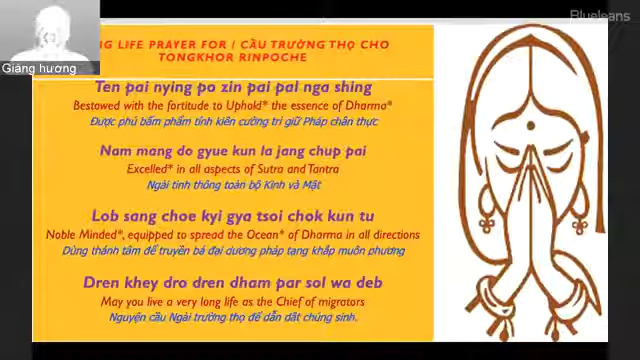 Bluejeans
NG LIFE PRAYER FOR / CẦU TRƯỜNG THỌ CHO
TONGKHOR RINPOCHE
Giáng hương
Ten pai nying po zin pai pal nga shing
Bestowed with the fortitude to Uphold* the essence of Dharma*
Được phú bẩm phẩm tính kiên cường trì giữ Pháp chân thực
Nam mang do gyue kun la jang chup pai
Excelled* in all aspects of Sutra and Tantra
Ngài tinh thông toàn bộ Kinh và Mật
Lob sang choe kyi gya tsoi chok kun tu
Noble Minded*, equipped to spread the Ocean* of Dharma in all directions
Dùng thánh tâm để truyền bá đại dương pháp tạng khắp muôn phương
Dren khey dro dren dham par sol wa deb
May you live a very long life as the Chief of migrators
Nguyện cầu Ngài trường thọ để dẫn dắt chúng sinh.